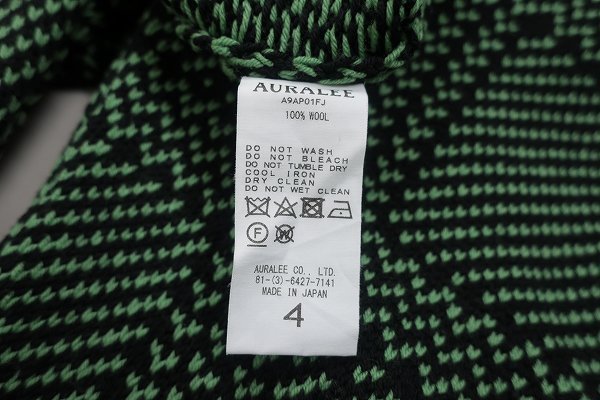 AURALEE
A9AP01FJ
100% WOOL
DO NOT WASH
DO NOT BLEACH
DO NOT TUMBLE DRY
COOL IRON
DRY CLEAN
DO NOT WET CLEAN
F W
AURALEE CO., LTD.
81-(3)-6427-7141
MADE IN JAPAN
4